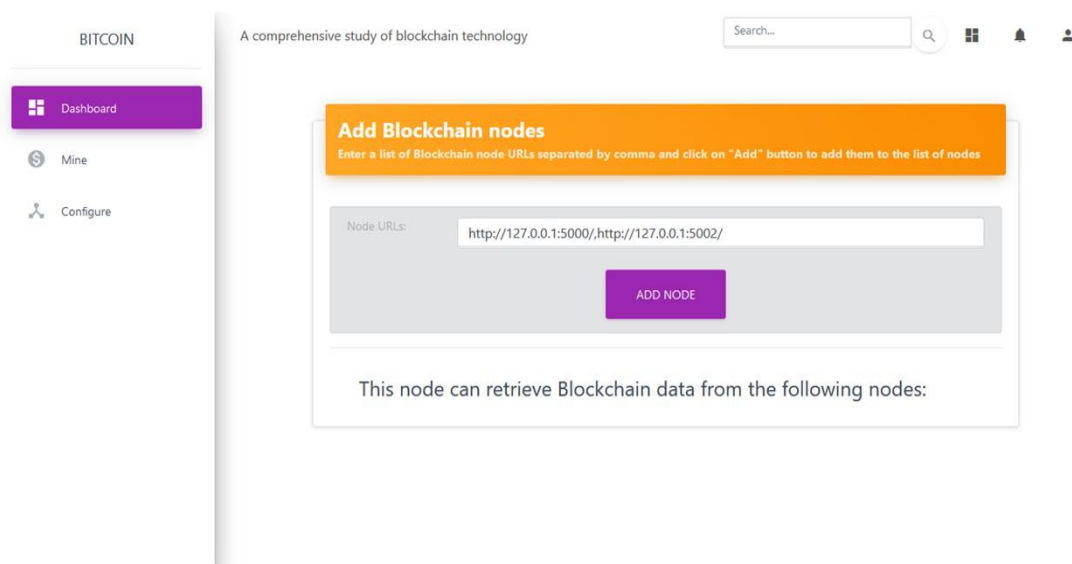 BITCOIN
A comprehensive study of blockchain technology
Search...
Dashboard
Mine
Configure
Add Blockchain nodes
Enter a list of Blockchain node URLs separated by comma and click on "Add" button to add them to the list of nodes
Node URLs:
http://127.0.0.1:5000/,http://127.0.0.1:5002/
ADD NODE
This node can retrieve Blockchain data from the following nodes: